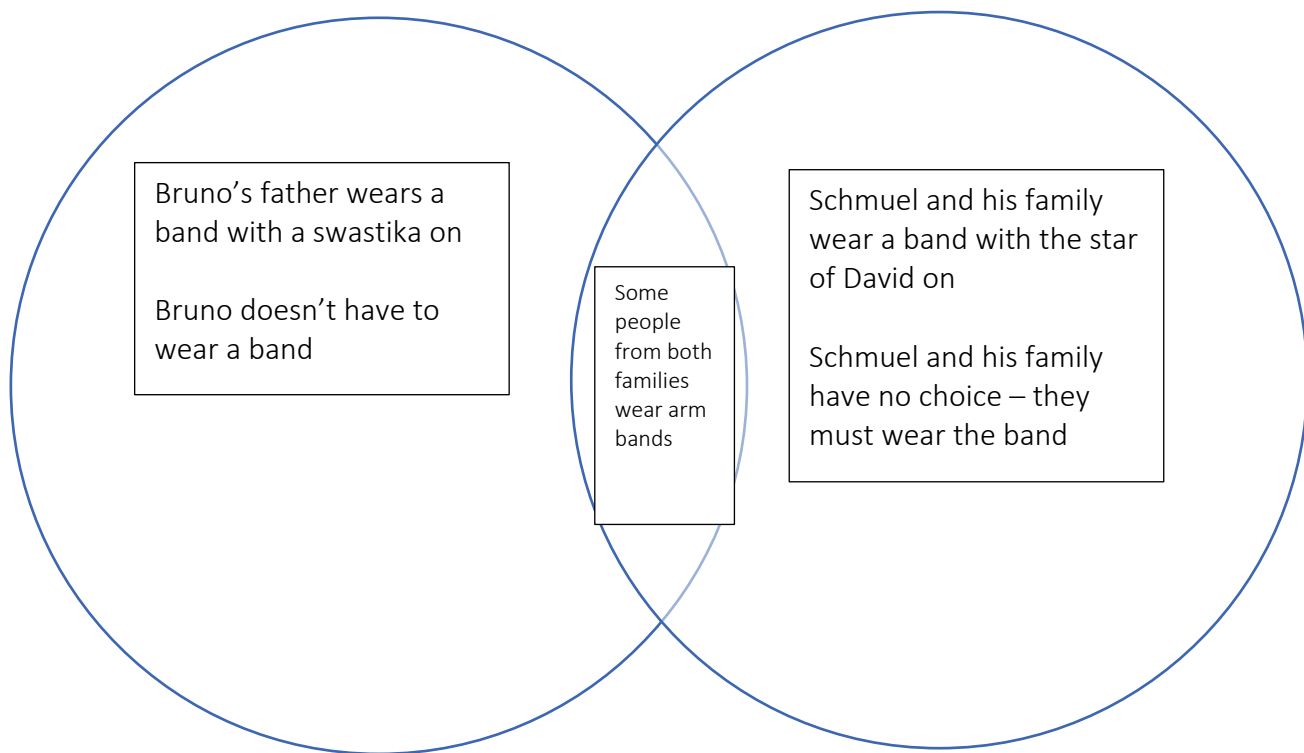 Bruno’s father wears a
band with a swastika on
Bruno doesn’t have to
wear a band
Some
people
from both
families
wear arm
bands
Schmuel and his family
wear a band with the star
of David on
Schmuel and his family
have no choice – they
must wear the band